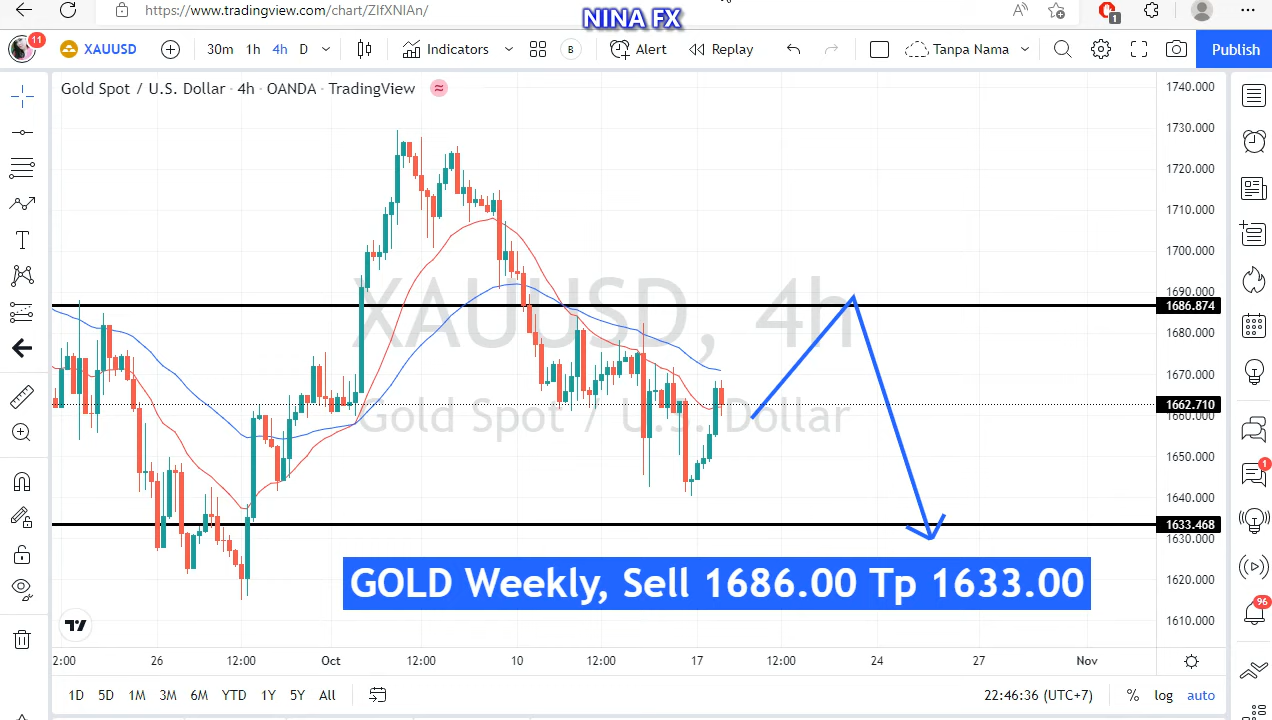 https://www.tradingview.com/chart/ZIfXNIAn/
NINA FX
1
11
XAUUSD
30m 1h 4h D
Indicators
B
Alert
Replay
Tanpa Nama
Publish
Gold Spot / U.S. Dollar · 4h · OANDA · TradingView
XAUUSD, 4h
Gold Spot / U.S. Dollar
1740.000
1730.000
1720.000
1710.000
1700.000
1690.000
1686.874
1680.000
1670.000
1662.710
1660.000
1650.000
1640.000
1633.468
1630.000
1620.000
1610.000
GOLD Weekly, Sell 1686.00 Tp 1633.00
2:00 26 12:00 Oct 12:00 10 12:00 17 12:00 24 27 Nov
1D 5D 1M 3M 6M YTD 1Y 5Y All
22:46:36 (UTC+7)
% log auto
1
96